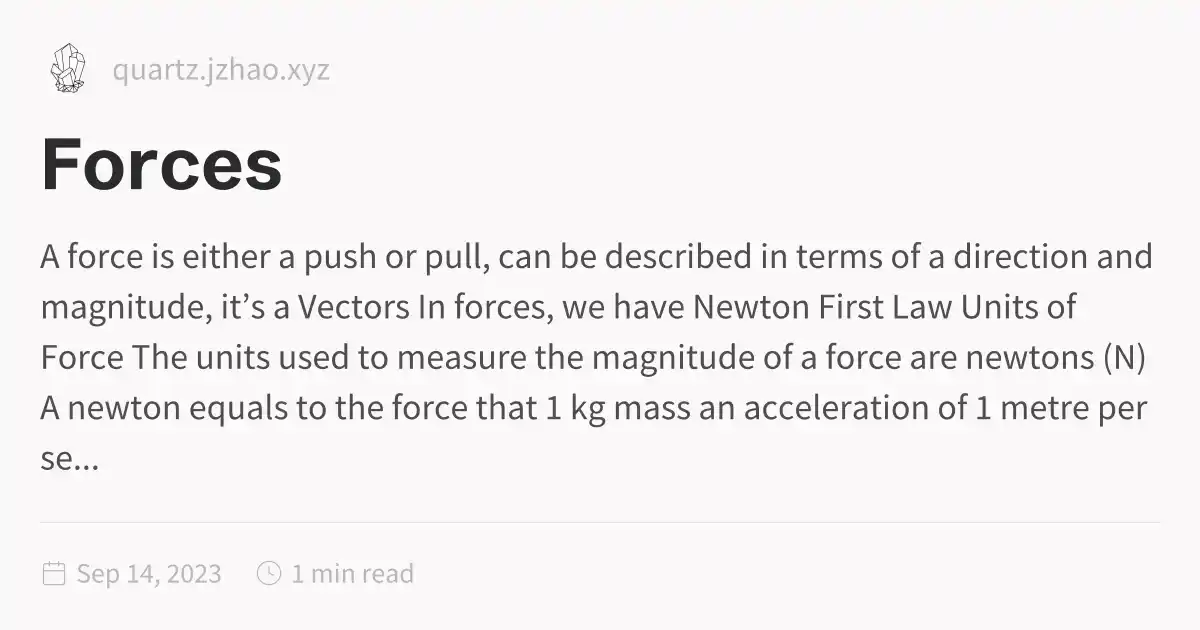 quartz.jzhao.xyz
Forces
A force is either a push or pull, can be described in terms of a direction and
magnitude, it’s a Vectors In forces, we have Newton First Law Units of
Force The units used to measure the magnitude of a force are newtons (N)
A newton equals to the force that 1 kg mass an acceleration of 1 metre per
se...
Sep 14, 2023 1 min read